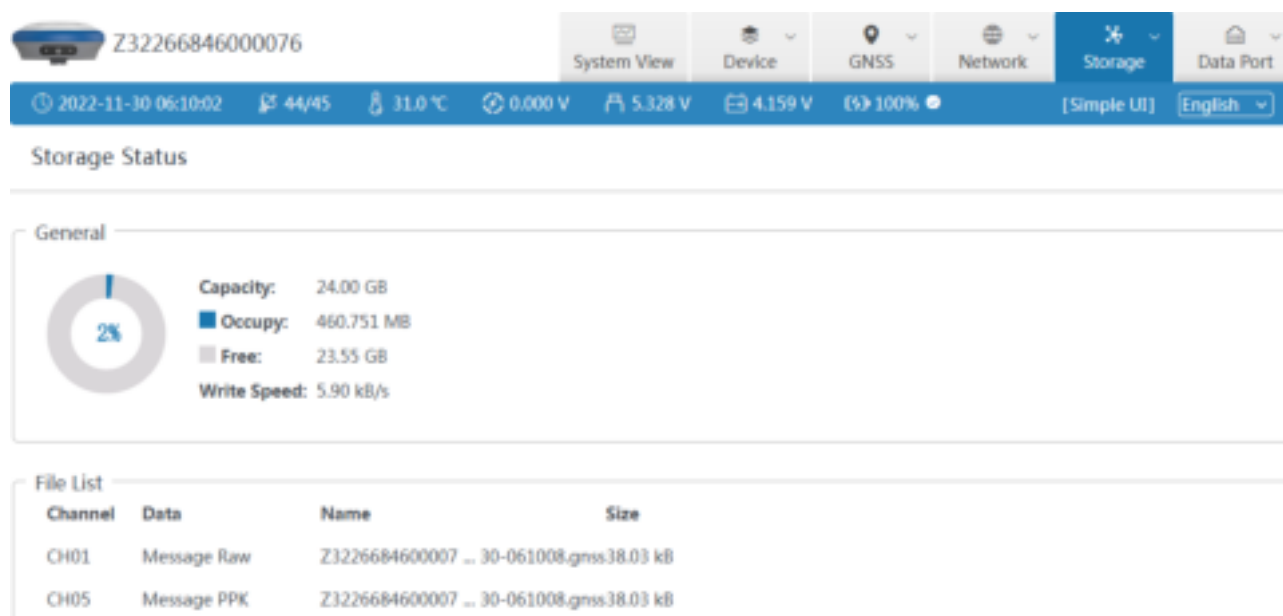 Z32266846000076
System View Device GNSS Network Storage Data Port
2022-11-30 06:10:02 44/45 31.0 ℃ 0.000 V 5.328 V 4.159 V 100% [Simple UI] English
Storage Status
General
2%
Capacity: 24.00 GB
Occupy: 460.751 MB
Free: 23.55 GB
Write Speed: 5.90 kB/s
File List
Channel Data Name Size
CH01 Message Raw Z3226684600007 ... 30-061008.gnss38.03 kB
CH05 Message PPK Z3226684600007 ... 30-061008.gnss38.03 kB